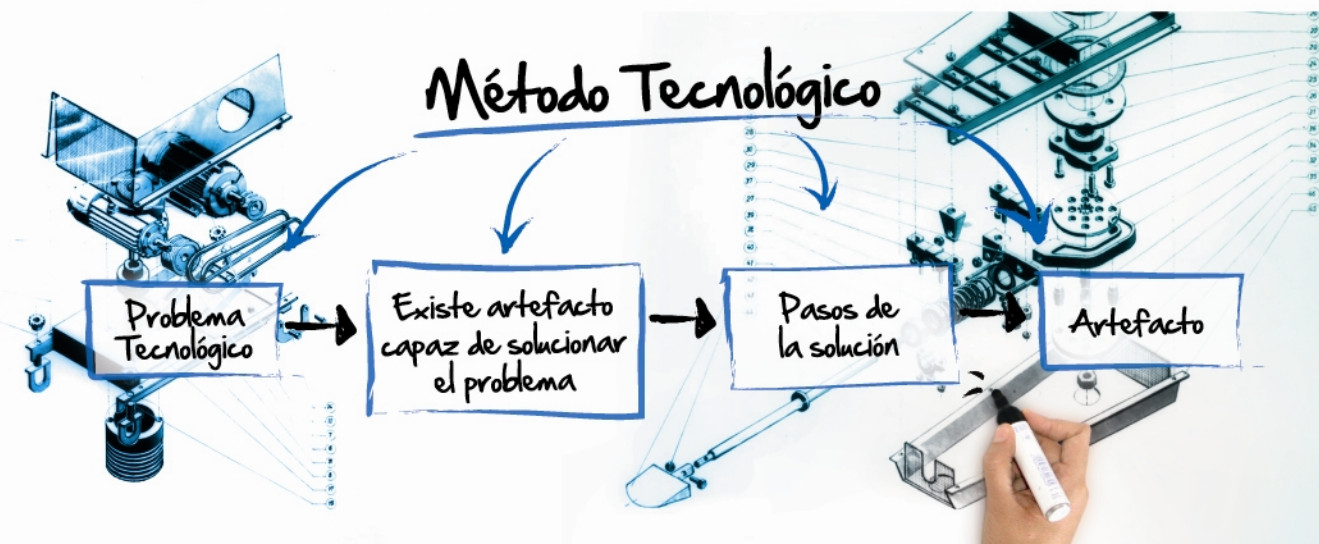 Método Tecnológico
Problema
Tecnológico
Existe artefacto
capaz de solucionar
el problema
Pasos de
la solución
Artefacto